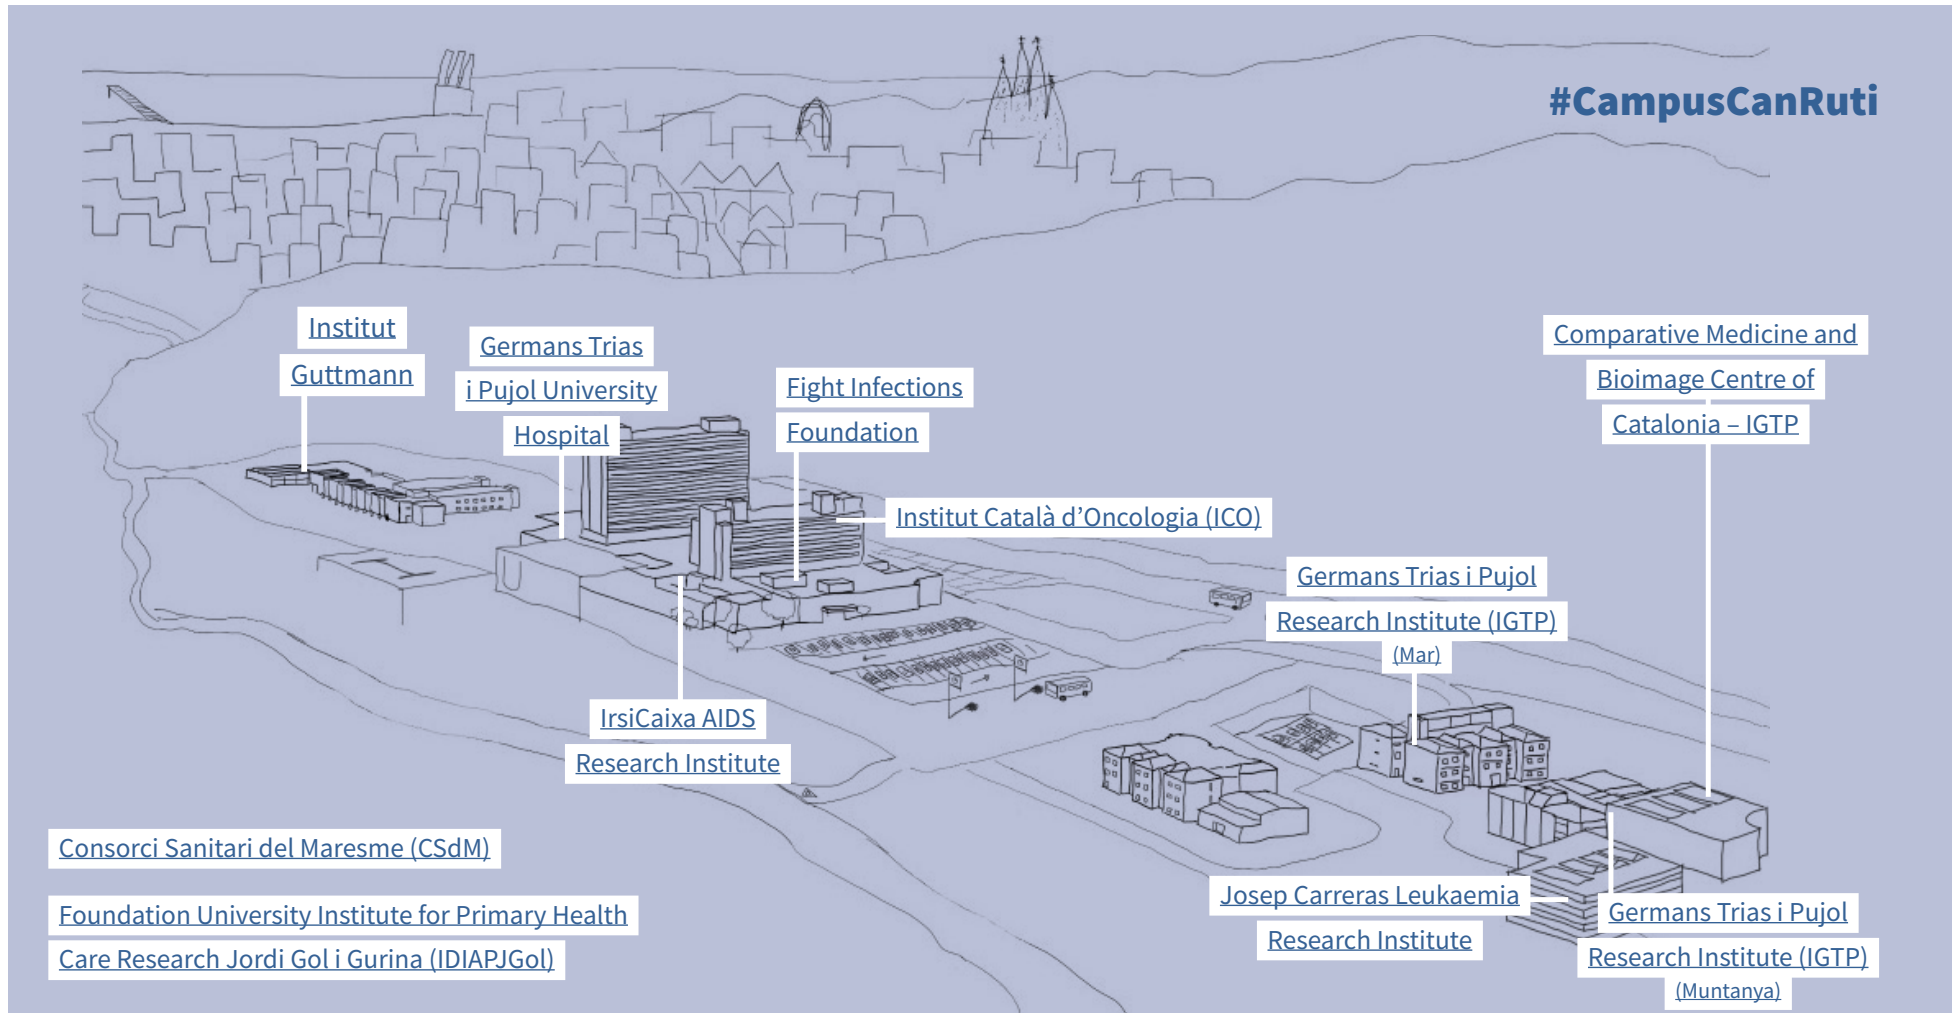 #CampusCanRuti
Institut
Guttmann
Germans Trias
i Pujol University
Hospital
Fight Infections
Foundation
Institut Català d’Oncologia (ICO)
Comparative Medicine and
Bioimage Centre of
Catalonia – IGTP
Germans Trias i Pujol
Research Institute (IGTP)
(Mar)
IrsiCaixa AIDS
Research Institute
Consorci Sanitari del Maresme (CSdM)
Foundation University Institute for Primary Health
Care Research Jordi Gol i Gurina (IDIAPJGol)
Josep Carreras Leukaemia
Research Institute
Germans Trias i Pujol
Research Institute (IGTP)
(Muntanya)